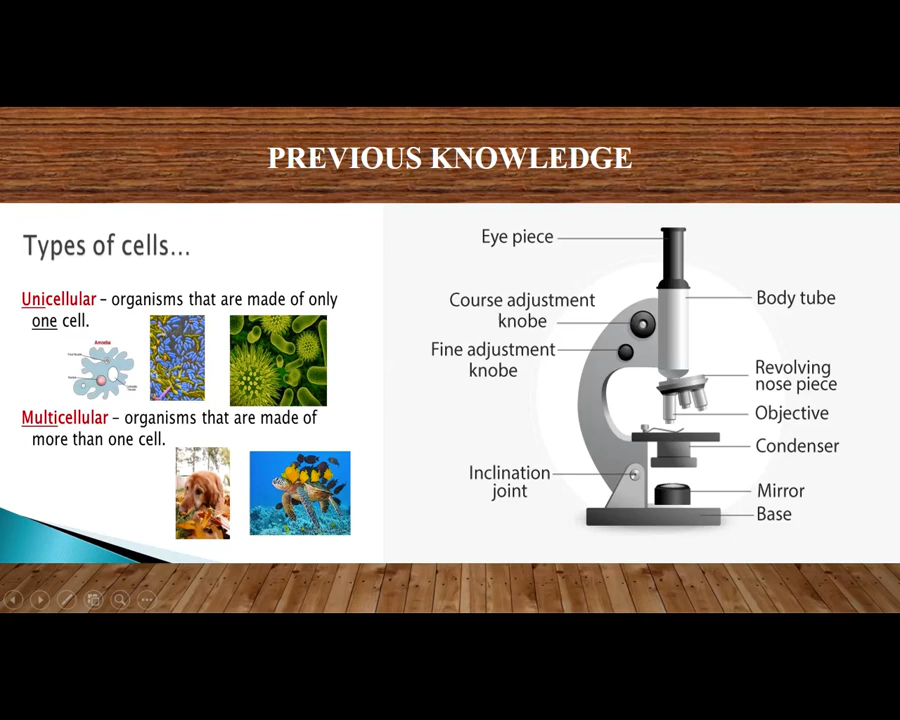 PREVIOUS KNOWLEDGE
Types of cells...
Unicellular – organisms that are made of only
one cell.
Amoeba
Multicellular – organisms that are made of
more than one cell.
Eye piece
Course adjustment
knobe
Fine adjustment
knobe
Inclination
joint
Body tube
Revolving
nose piece
Objective
Condenser
Mirror
Base